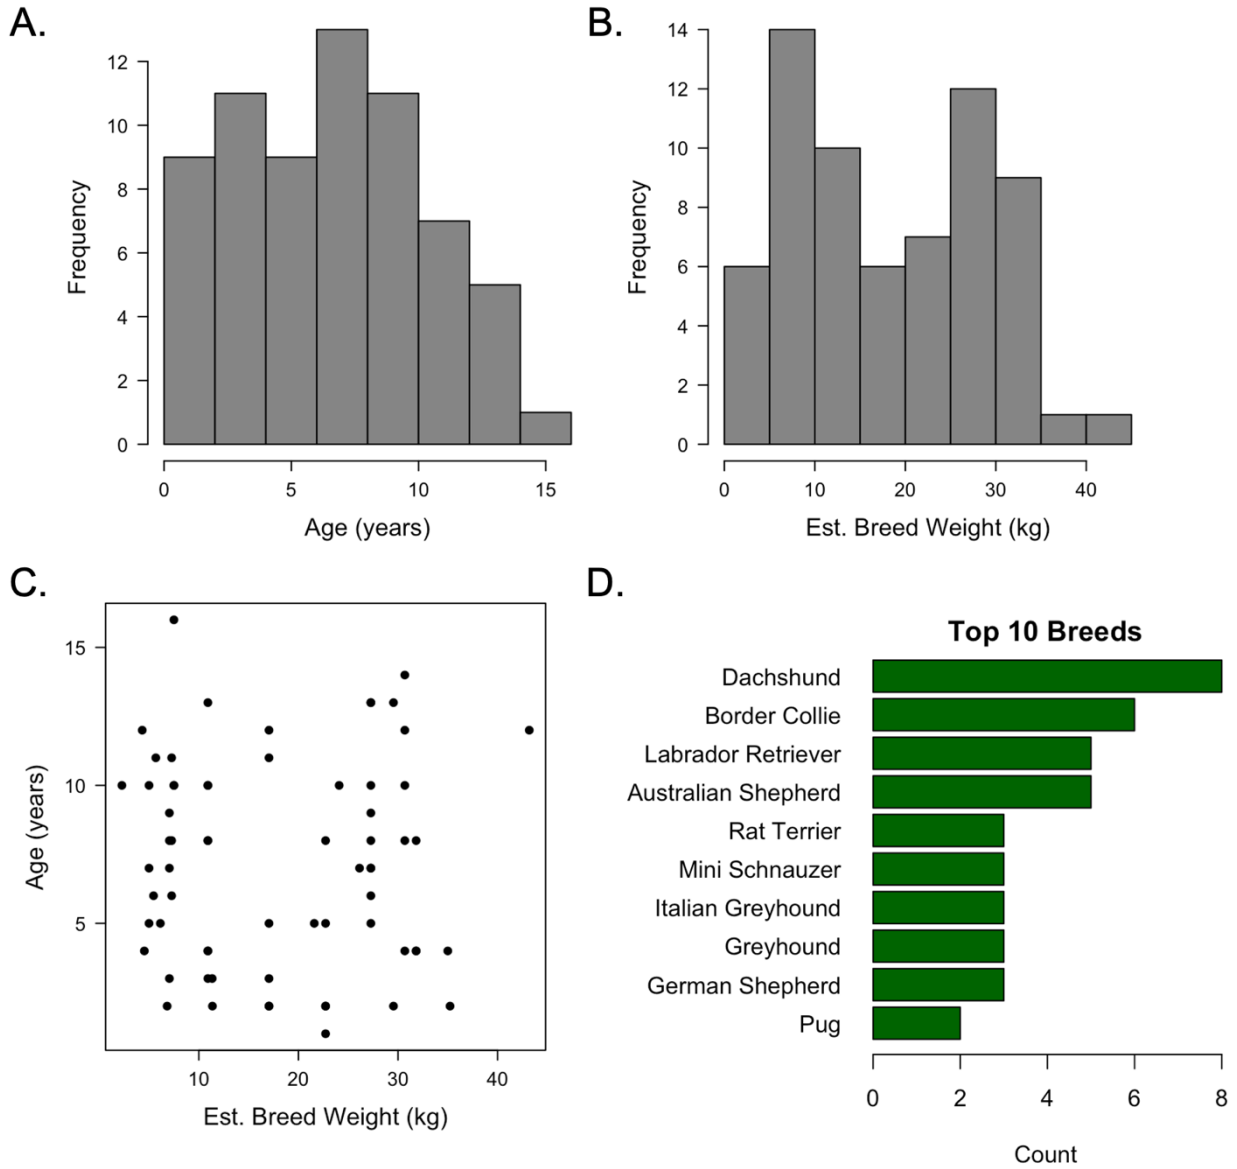 A.
12
10
8
6
4
2
0
Frequency
0 5 10 15
Age (years)
B.
14
12
10
8
6
4
2
0
Frequency
0 10 20 30 40
Est. Breed Weight (kg)
C.
15
10
5
Age (years)
10 20 30 40
Est. Breed Weight (kg)
D.
Top 10 Breeds
Dachshund
Border Collie
Labrador Retriever
Australian Shepherd
Rat Terrier
Mini Schnauzer
Italian Greyhound
Greyhound
German Shepherd
Pug
0 2 4 6 8
Count